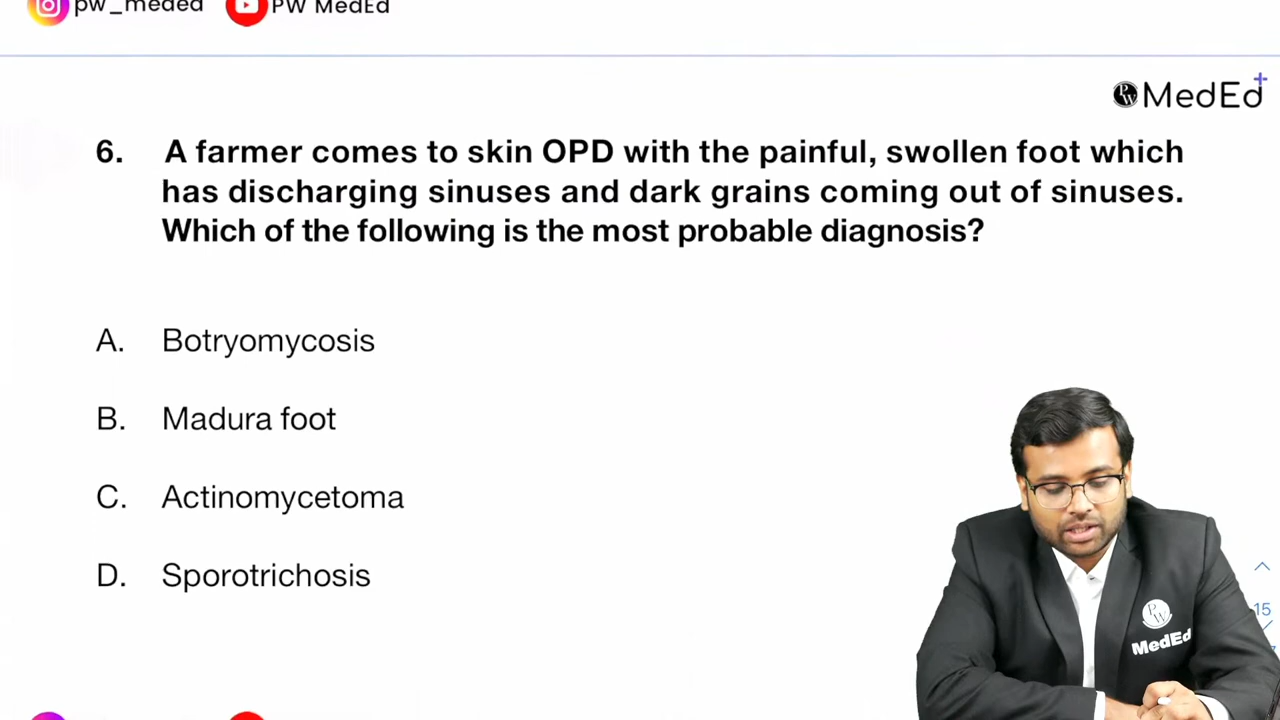 pw_meded PW MedEd
PW MedEd+
6. A farmer comes to skin OPD with the painful, swollen foot which
has discharging sinuses and dark grains coming out of sinuses.
Which of the following is the most probable diagnosis?
A. Botryomycosis
B. Madura foot
C. Actinomycetoma
D. Sporotrichosis
15
PW
MedEd